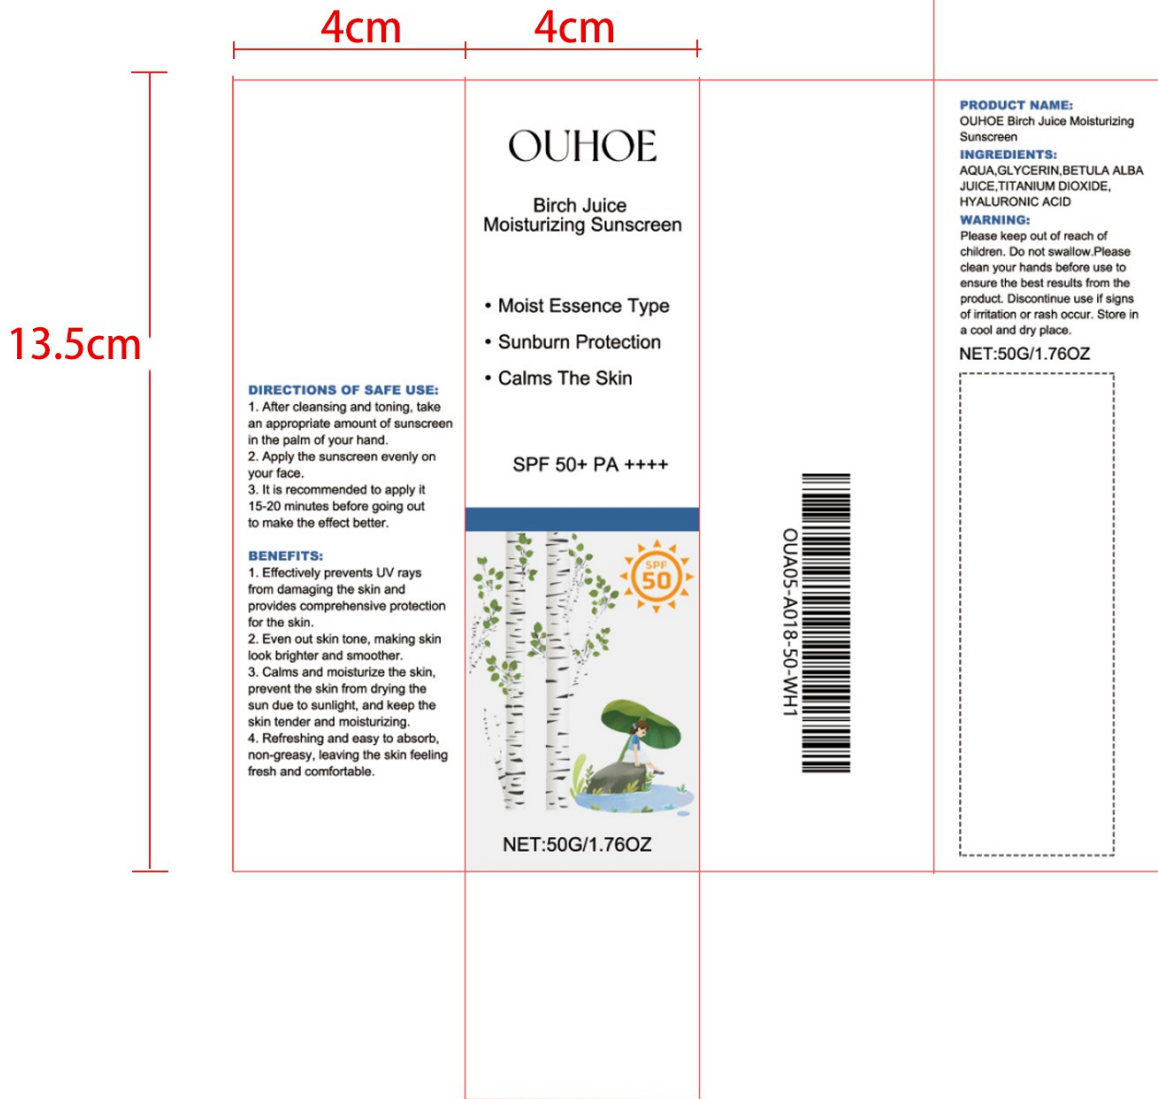 4cm
4cm
13.5cm
DIRECTIONS OF SAFE USE:
1. After cleansing and toning, take
an appropriate amount of sunscreen
in the palm of your hand.
2. Apply the sunscreen evenly on
your face.
3. It is recommended to apply it
15-20 minutes before going out
to make the effect better.
BENEFITS:
1. Effectively prevents UV rays
from damaging the skin and
provides comprehensive protection
for the skin.
2. Even out skin tone, making skin
look brighter and smoother.
3. Calms and moisturize the skin,
prevent the skin from drying the
sun due to sunlight, and keep the
skin tender and moisturizing.
4. Refreshing and easy to absorb,
non-greasy, leaving the skin feeling
fresh and comfortable.
OUHOE
Birch Juice
Moisturizing Sunscreen
• Moist Essence Type
• Sunburn Protection
• Calms The Skin
SPF 50+ PA ++++
SPF
50
NET:50G/1.76OZ
OUA05-A018-50-WH1
PRODUCT NAME:
OUHOE Birch Juice Moisturizing
Sunscreen
INGREDIENTS:
AQUA,GLYCERIN,BETULA ALBA
JUICE,TITANIUM DIOXIDE,
HYALURONIC ACID
WARNING:
Please keep out of reach of
children. Do not swallow.Please
clean your hands before use to
ensure the best results from the
product. Discontinue use if signs
of irritation or rash occur. Store in
a cool and dry place.
NET:50G/1.76OZ